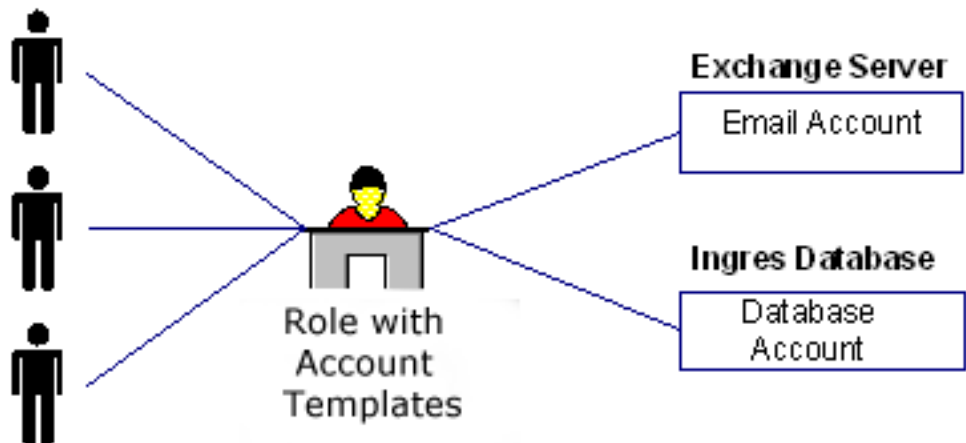 Exchange Server
Email Account
Ingres Database
Database
Account
Role with
Account
Templates